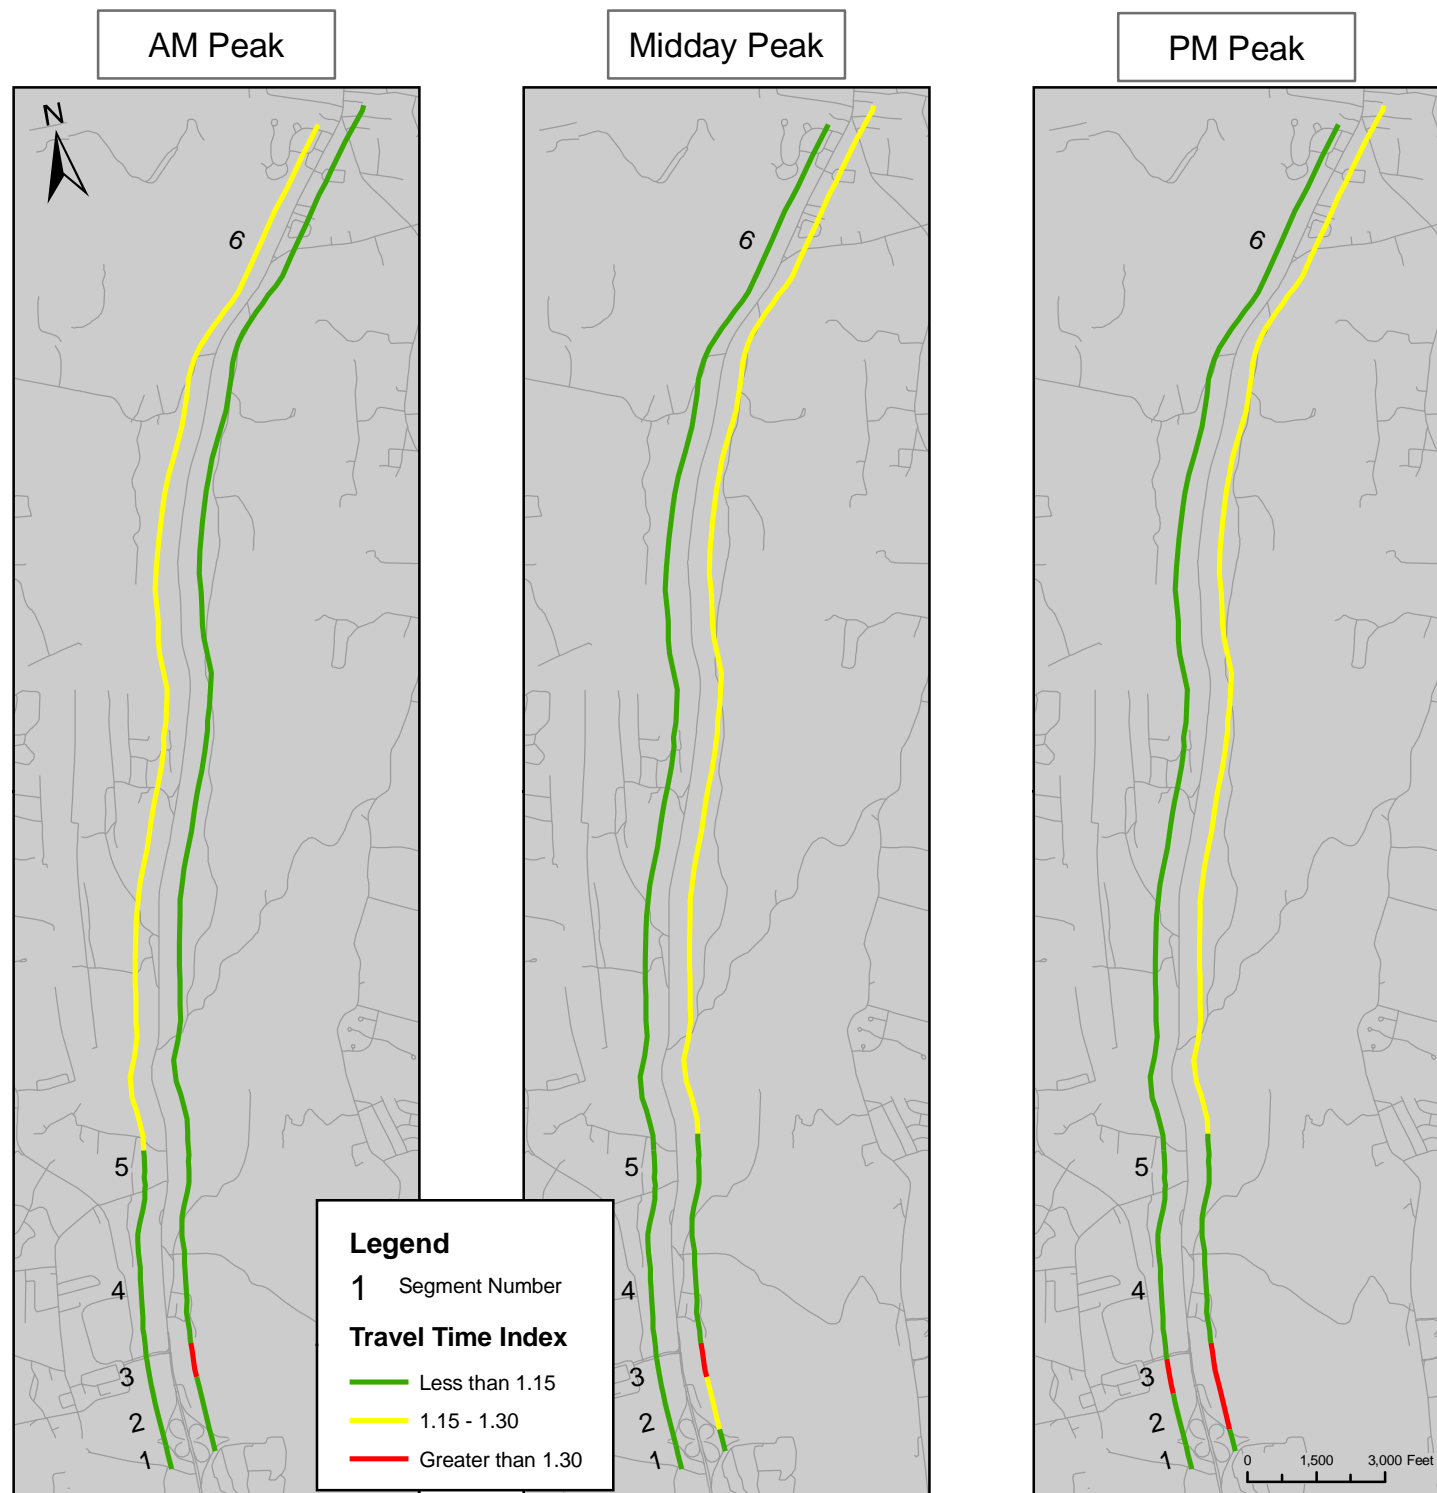 AM Peak
Midday Peak
PM Peak
N
6
6
6
5
5
5
4
4
4
3
3
2
2
2
1
1
Legend
1 Segment Number
Travel Time Index
Less than 1.15
1.15 - 1.30
Greater than 1.30
3
1
0 1,500 3,000 Feet